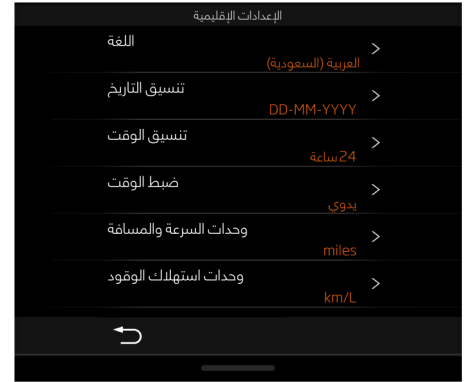 الإعدادات الإقليمية
اللغة
العربية (السعودية)
تنسيق التاريخ
DD-MM-YYYY
تنسيق الوقت
24ساعة
ضبط الوقت
يدوي
وحدات السرعة والمسافة
miles
وحدات استهلاك الوقود
km/L